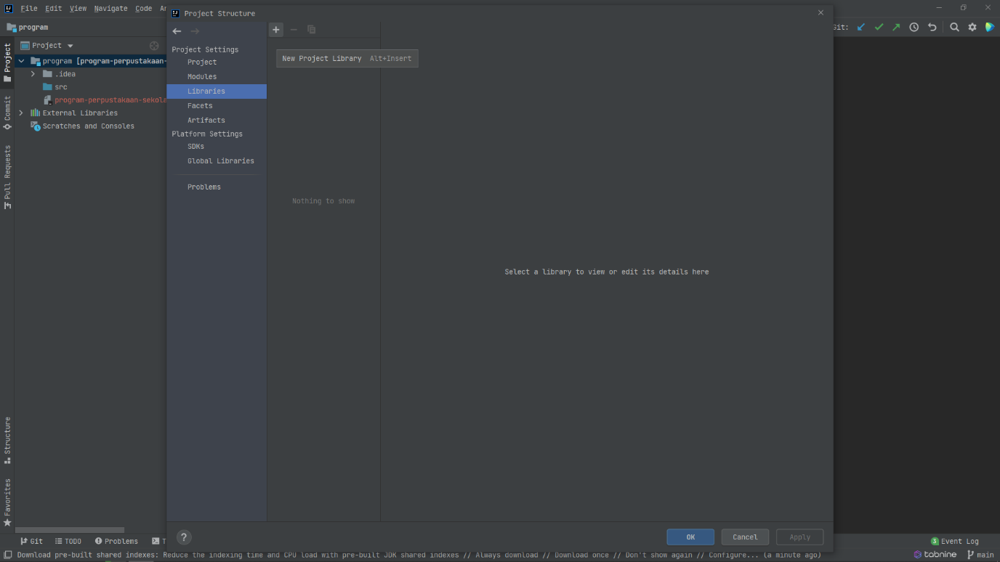 File Edit View Navigate Code
Project Structure
program
Git:
Project
Project
program [program-perpustakaan-
.idea
src
program-perpustakaan-sekola
External Libraries
Scratches and Consoles
Commit
Pull Requests
Structure
Favorites
Project Settings
Project
Modules
Libraries
Facets
Artifacts
Platform Settings
SDKs
Global Libraries
Problems
New Project Library Alt+Insert
Nothing to show
Select a library to view or edit its details here
?
OK
Cancel
Apply
Git
TODO
Problems
T
3 Event Log
Download pre-built shared indexes: Reduce the indexing time and CPU load with pre-built JDK shared indexes // Always download // Download once // Don't show again // Configure... (a minute ago)
tabnine
main